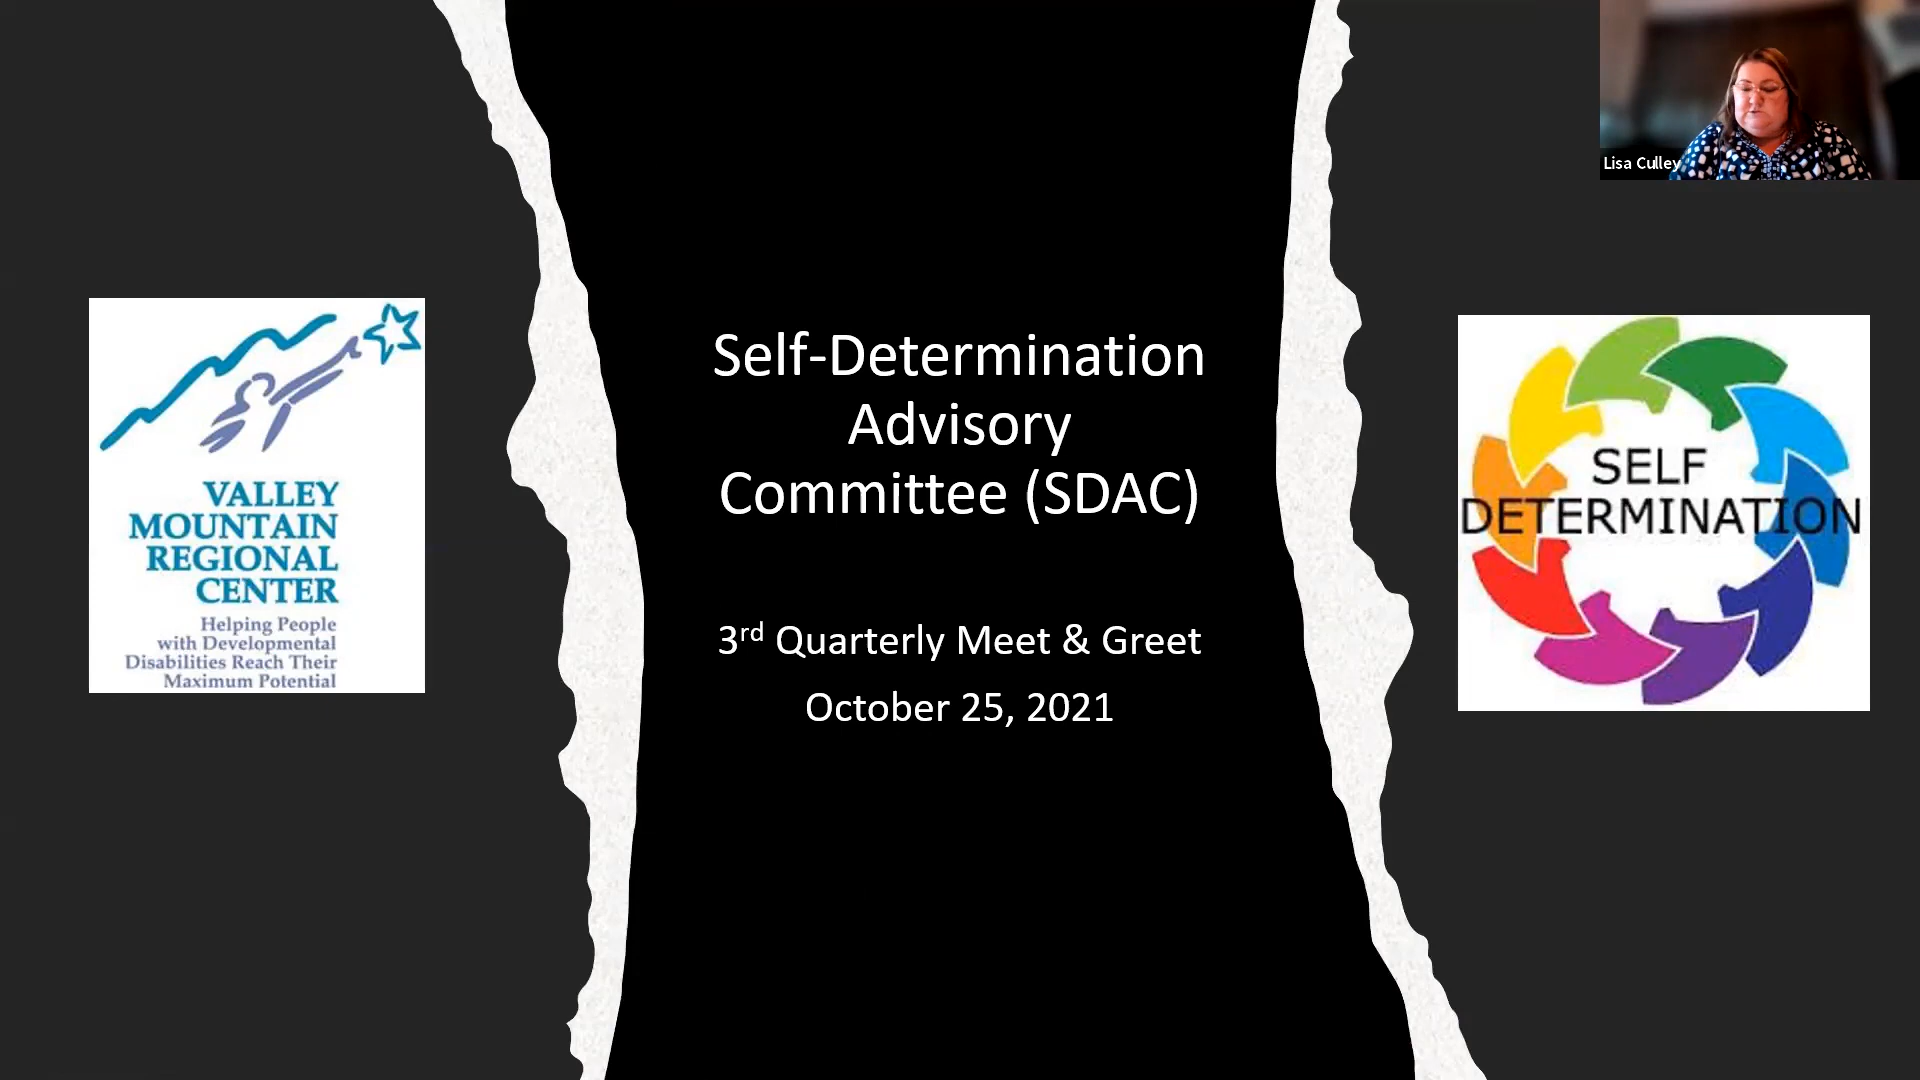 Lisa Culley
Self-Determination
Advisory
Committee (SDAC)
3rd Quarterly Meet & Greet
October 25, 2021
VALLEY
MOUNTAIN
REGIONAL
CENTER
Helping People
with Developmental
Disabilities Reach Their
Maximum Potential
SELF
DETERMINATION